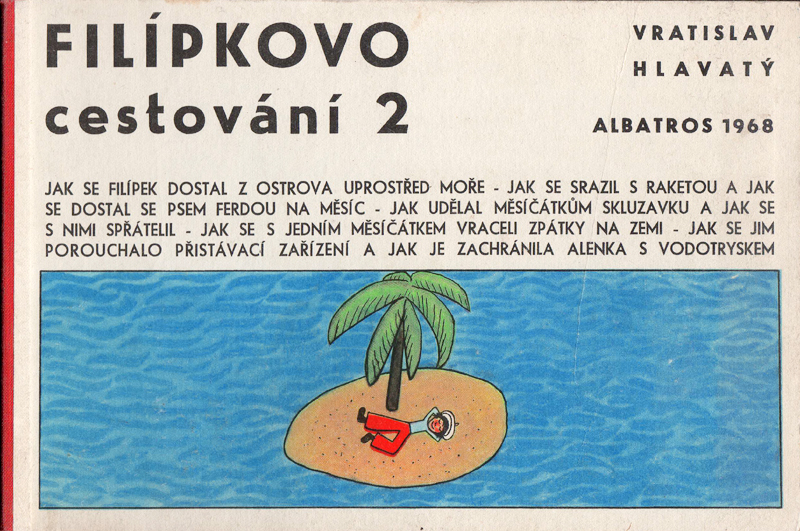 FILÍPKOVO
cestování 2
VRATISLAV
HLAVATÝ
ALBATROS 1968
JAK SE FILÍPEK DOSTAL Z OSTROVA UPROSTŘED MOŘE - JAK SE SRAZIL S RAKETOU A JAK
SE DOSTAL SE PSEM FERDOU NA MĚSÍC - JAK UDĚLAL MĚSÍČÁTKŮM SKLUZAVKU A JAK SE
S NIMI SPŘÁTELIL - JAK SE S JEDNÍM MĚSÍČÁTKEM VRACELI ZPÁTKY NA ZEMI - JAK SE JIM
POROUCHALO PŘISTÁVACÍ ZAŘÍZENÍ A JAK JE ZACHRÁNILA ALENKA S VODOTRYSKEM